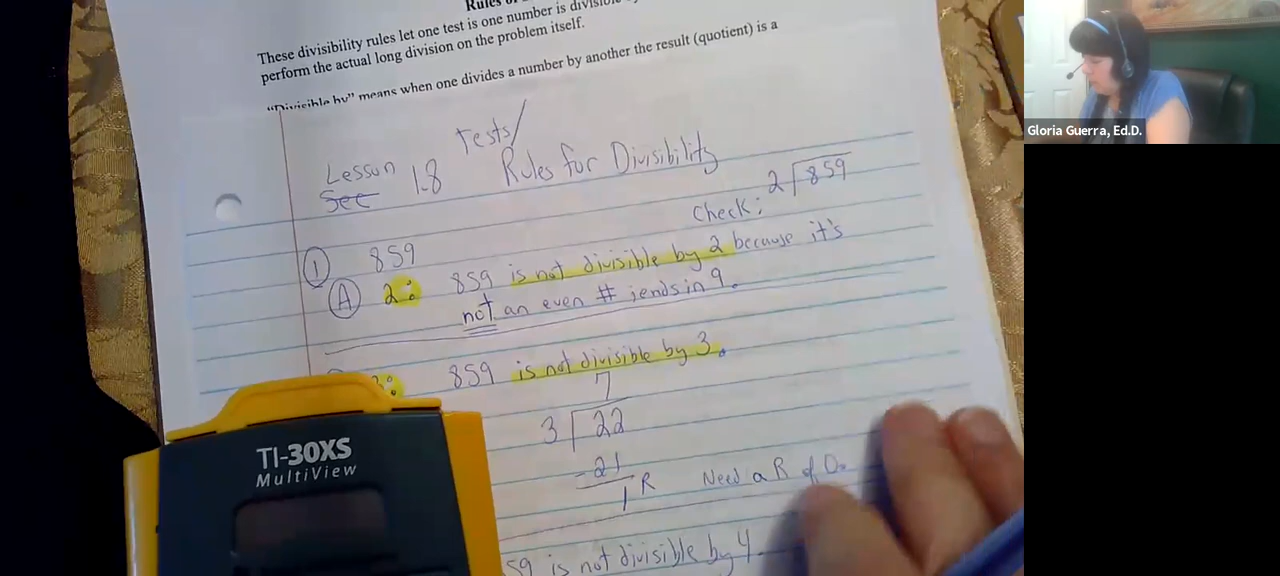 Rules of
These divisibility rules let one test is one number is divisible
perform the actual long division on the problem itself.
"Divisible by" means when one divides a number by another the result (quotient) is a
Tests/
Lesson
See 1.8 Rules for Divisibility
Check: 2 859
1 859
A 2: 859 is not divisible by 2 because it's
not an even #; ends in 9.
859 is not divisible by 3.
7
3 22
-21
1 R Need a R of 0.
59 is not divisible by 4
TI-30XS
MultiView
Gloria Guerra, Ed.D.